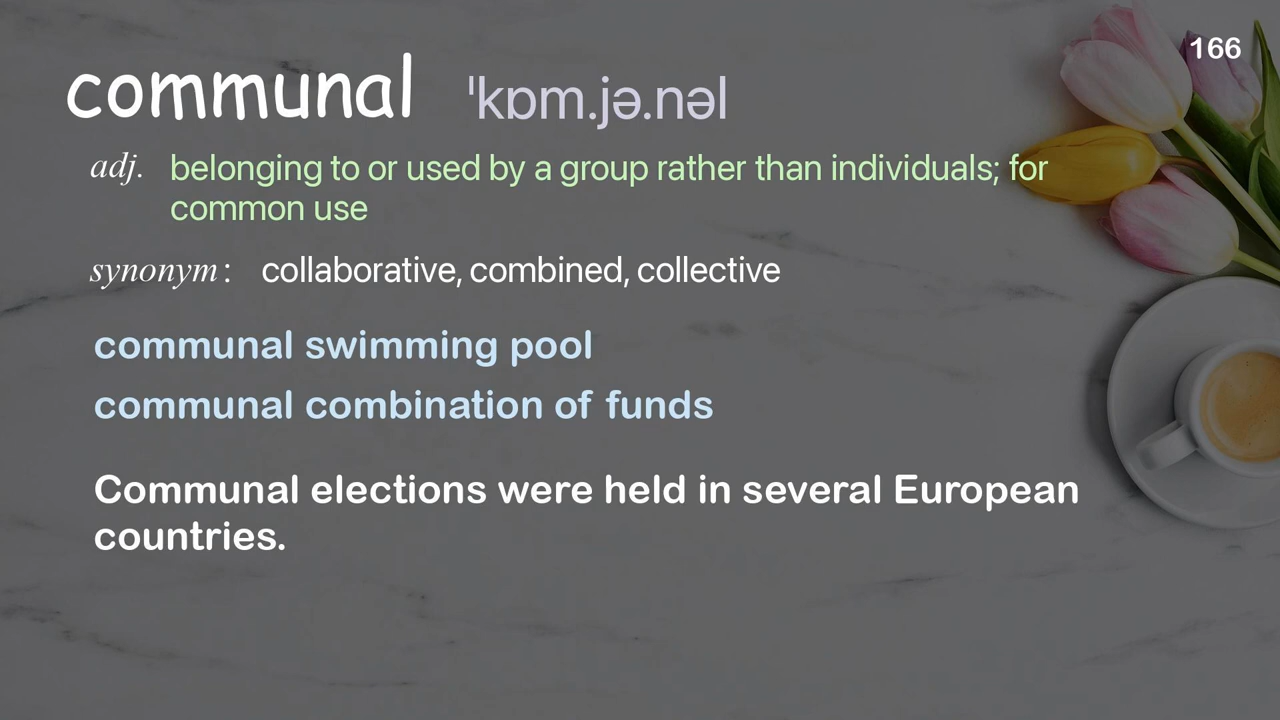 166
communal ˈkɒm.jə.nəl
adj. belonging to or used by a group rather than individuals; for
common use
synonym: collaborative, combined, collective
communal swimming pool
communal combination of funds
Communal elections were held in several European
countries.